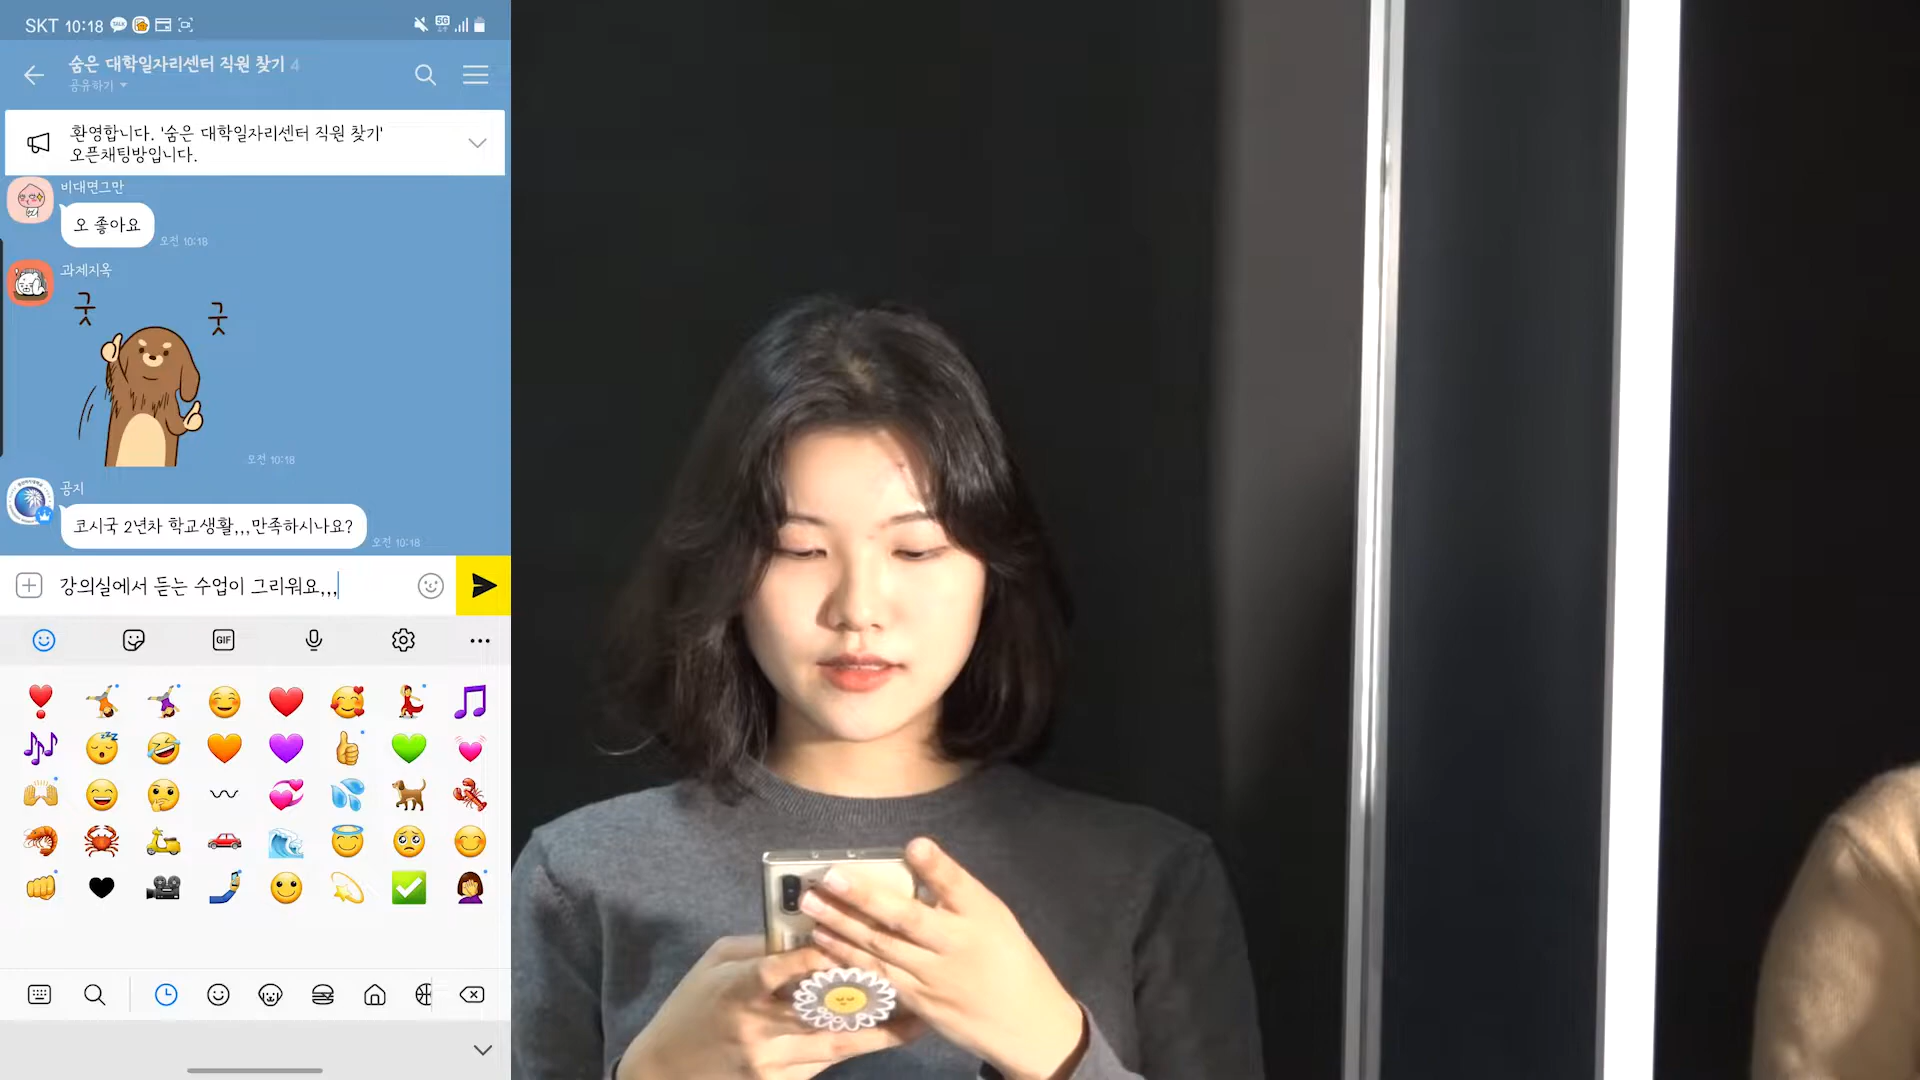 SKT 10:18
숨은 대학일자리센터 직원 찾기 4
공유하기
환영합니다. '숨은 대학일자리센터 직원 찾기'
오픈채팅방입니다.
비대면그만
오 좋아요
오전 10:18
과제지옥
굿 굿
오전 10:18
공지
코시국 2년차 학교생활,,,만족하시나요?
오전 10:18
강의실에서 듣는 수업이 그리워요,,,
GIF